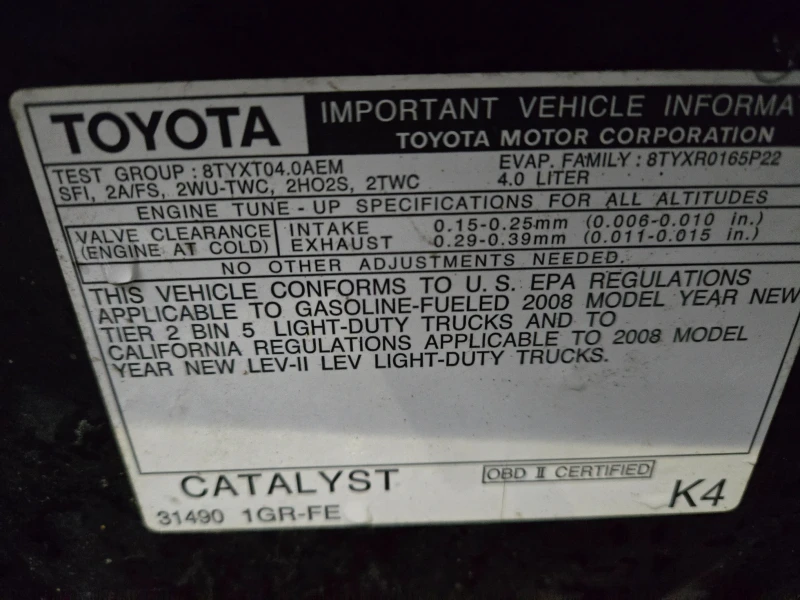 TOYOTA
IMPORTANT VEHICLE INFORMA
TOYOTA MOTOR CORPORATION
TEST GROUP : 8TYXT04.0AEM
EVAP. FAMILY : 8TYXR0165P22
SFI, 2A/FS, 2WU-TWC, 2HO2S, 2TWC
4.0 LITER
ENGINE TUNE - UP SPECIFICATIONS FOR ALL ALTITUDES
VALVE CLEARANCE
(ENGINE AT COLD)
INTAKE 0.15-0.25mm (0.006-0.010 in.)
EXHAUST 0.29-0.39mm (0.011-0.015 in.)
NO OTHER ADJUSTMENTS NEEDED.
THIS VEHICLE CONFORMS TO U.S. EPA REGULATIONS
APPLICABLE TO GASOLINE-FUELED 2008 MODEL YEAR NEW
TIER 2 BIN 5 LIGHT-DUTY TRUCKS AND TO
CALIFORNIA REGULATIONS APPLICABLE TO 2008 MODEL
YEAR NEW LEV-II LEV LIGHT-DUTY TRUCKS.
CATALYST
OBD II CERTIFIED
31490 1GR-FE
K4